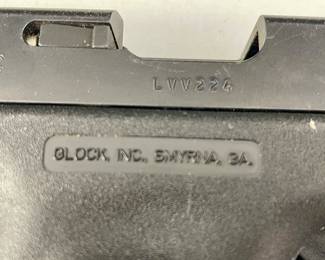 LVV224
GLOCK, INC., SMYRNA, GA.